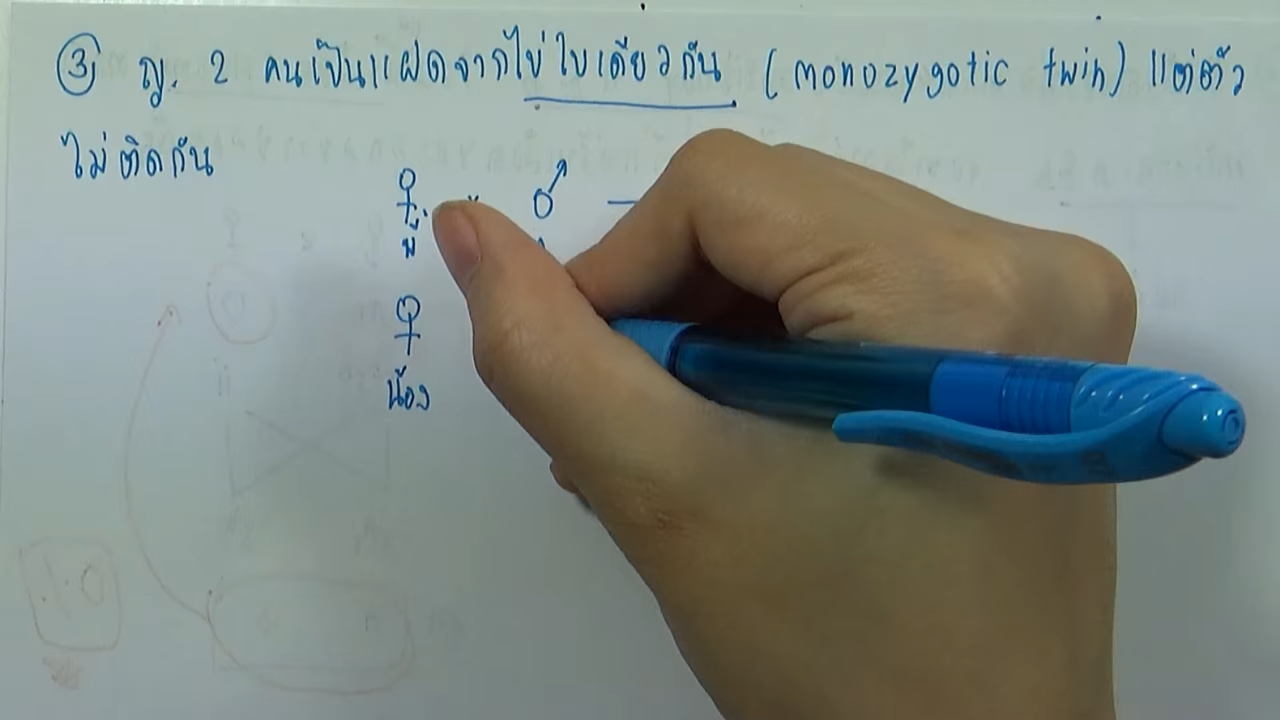 ③ ญ. 2 คนเป็นแฝดจากไข่ใบเดียวกัน (monozygotic twin) แต่ตัว
ไม่ติดกัน
♀ ♂ —
พี่
♀
น้อง